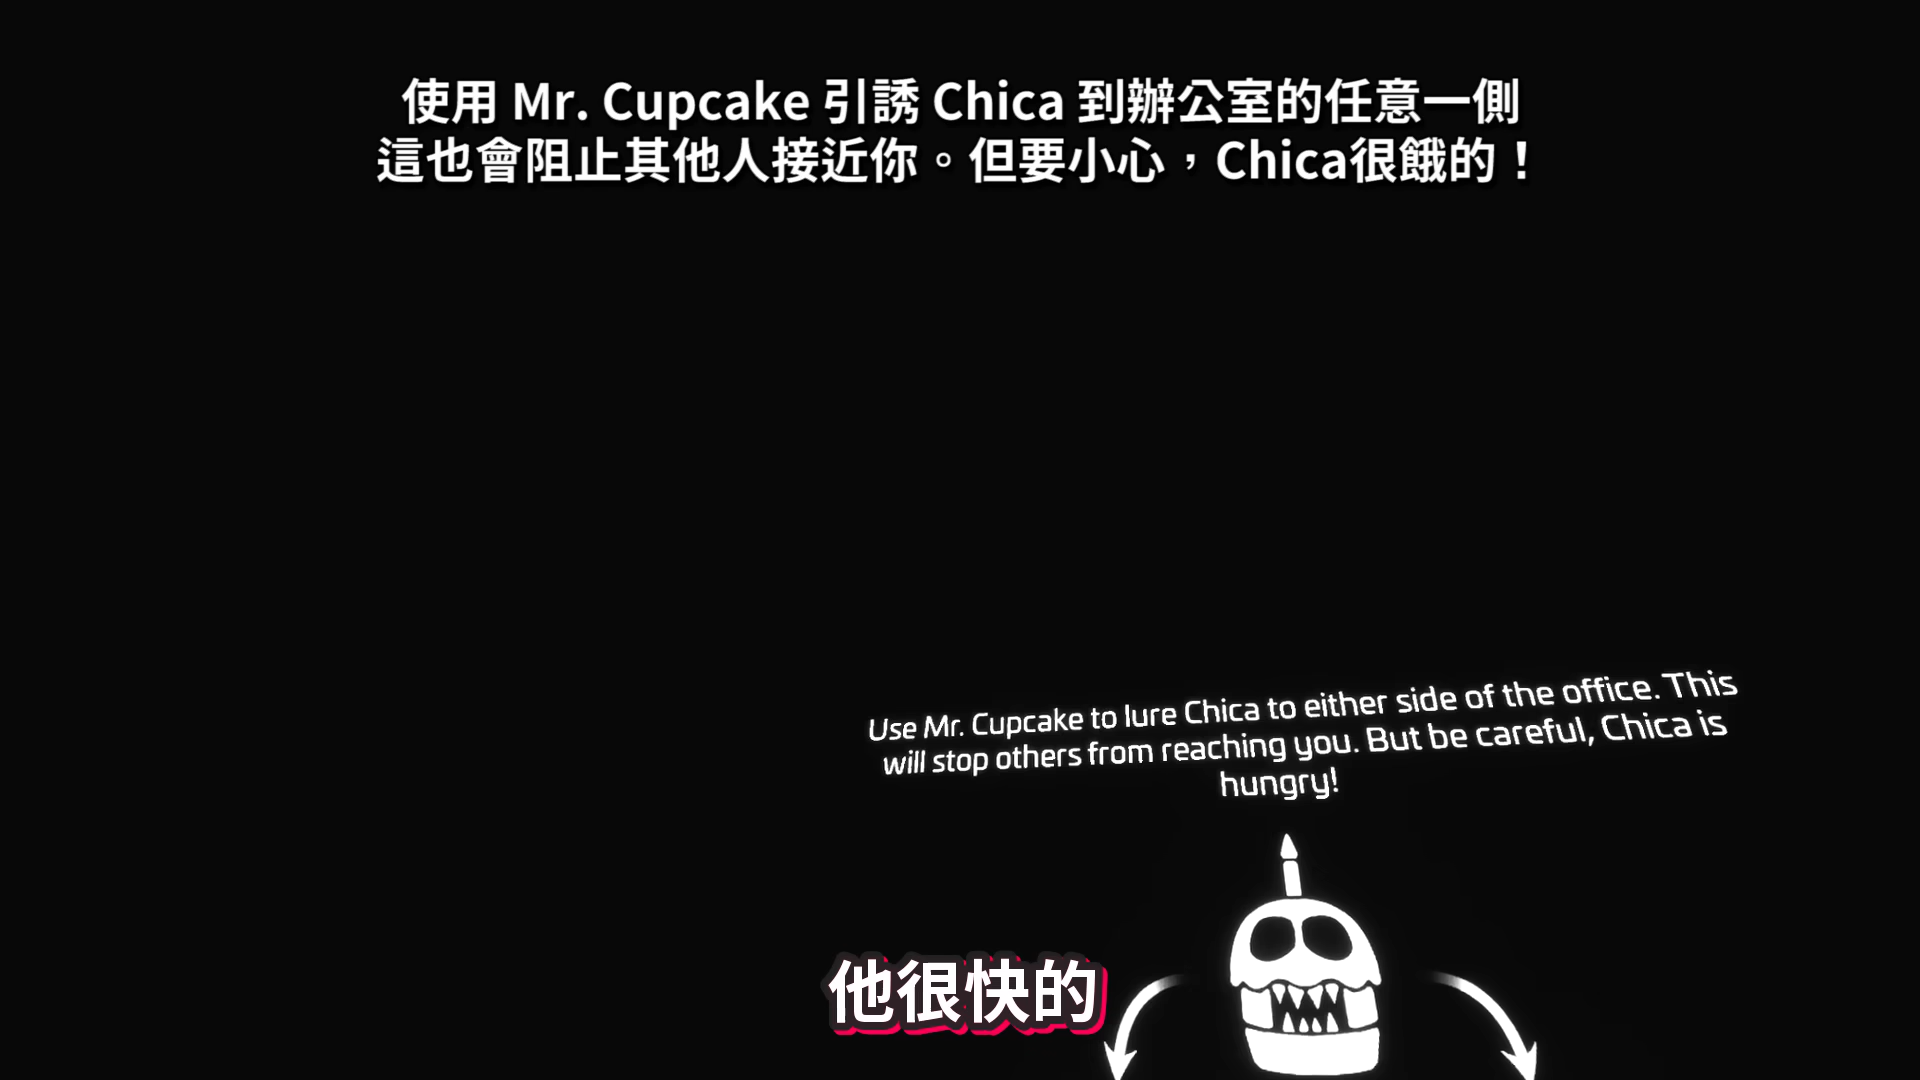 使用 Mr. Cupcake 引誘 Chica 到辦公室的任意一側
這也會阻止其他人接近你。但要小心，Chica很餓的！
Use Mr. Cupcake to lure Chica to either side of the office. This
will stop others from reaching you. But be careful, Chica is
hungry!
他很快的